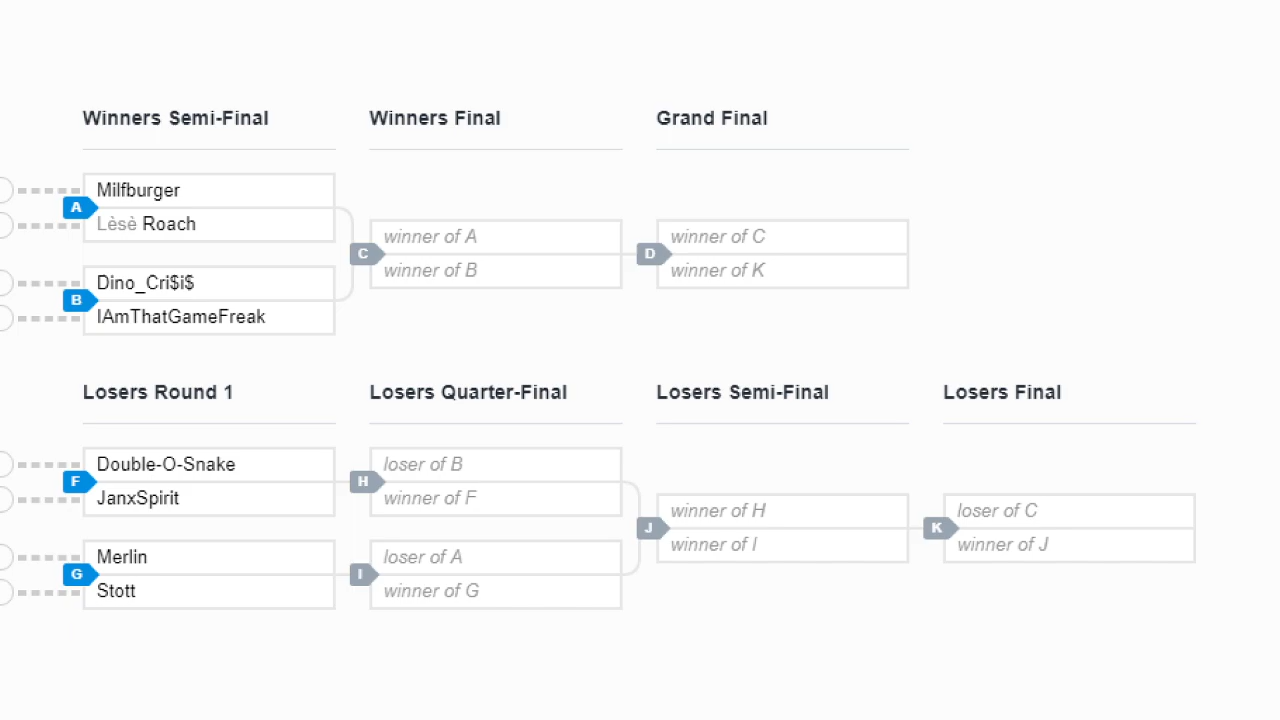 Winners Semi-Final
Winners Final
Grand Final
A
Milfburger
Lèsè Roach
B
Dino_Cri$i$
IAmThatGameFreak
C
winner of A
winner of B
D
winner of C
winner of K
Losers Round 1
Losers Quarter-Final
Losers Semi-Final
Losers Final
F
Double-O-Snake
JanxSpirit
G
Merlin
Stott
H
loser of B
winner of F
I
loser of A
winner of G
J
winner of H
winner of I
K
loser of C
winner of J